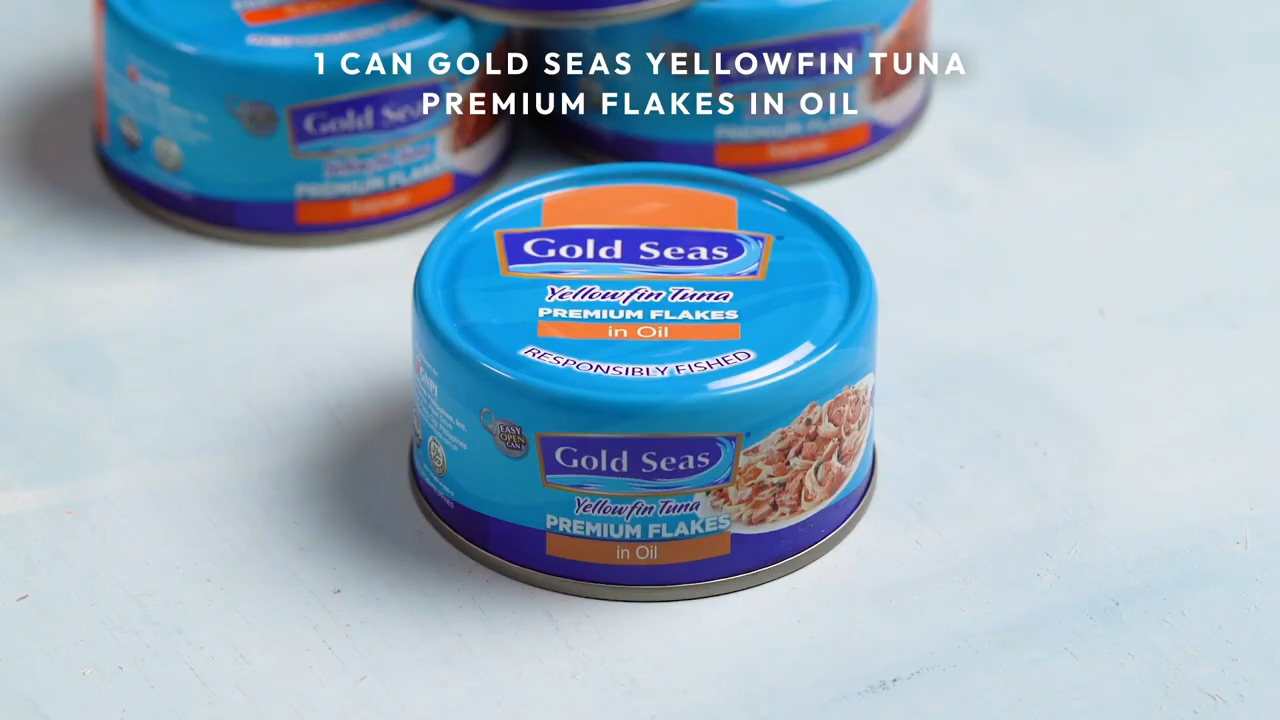 1 CAN GOLD SEAS YELLOWFIN TUNA
PREMIUM FLAKES IN OIL
Gold Seas
PREMIUM FLAKES
Gold Seas
Yellowfin Tuna
PREMIUM FLAKES
in Oil
RESPONSIBLY FISHED
EASY
OPEN
CAN
Gold Seas
Yellowfin Tuna
PREMIUM FLAKES
in Oil